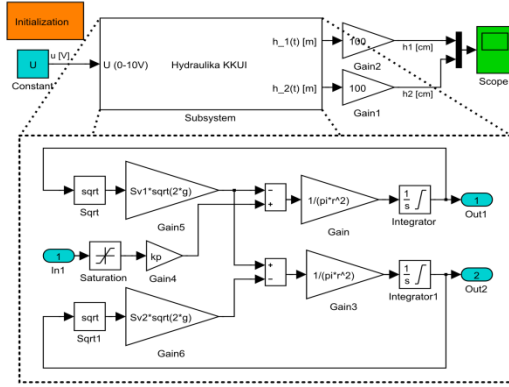 Initialization
U
u [V]
Constant
U (0-10V)
Hydraulika KKUI
h_1(t) [m]
h_2(t) [m]
Subsystem
100
Gain2
h1 [cm]
100
Gain1
h2 [cm]
Scope
sqrt
Sqrt
Sv1*sqrt(2*g)
Gain5
−
+
1/(pi*r^2)
Gain
1
s
Integrator
1
Out1
1
In1
Saturation
kp
Gain4
+
−
1/(pi*r^2)
Gain3
1
s
Integrator1
2
Out2
sqrt
Sqrt1
Sv2*sqrt(2*g)
Gain6